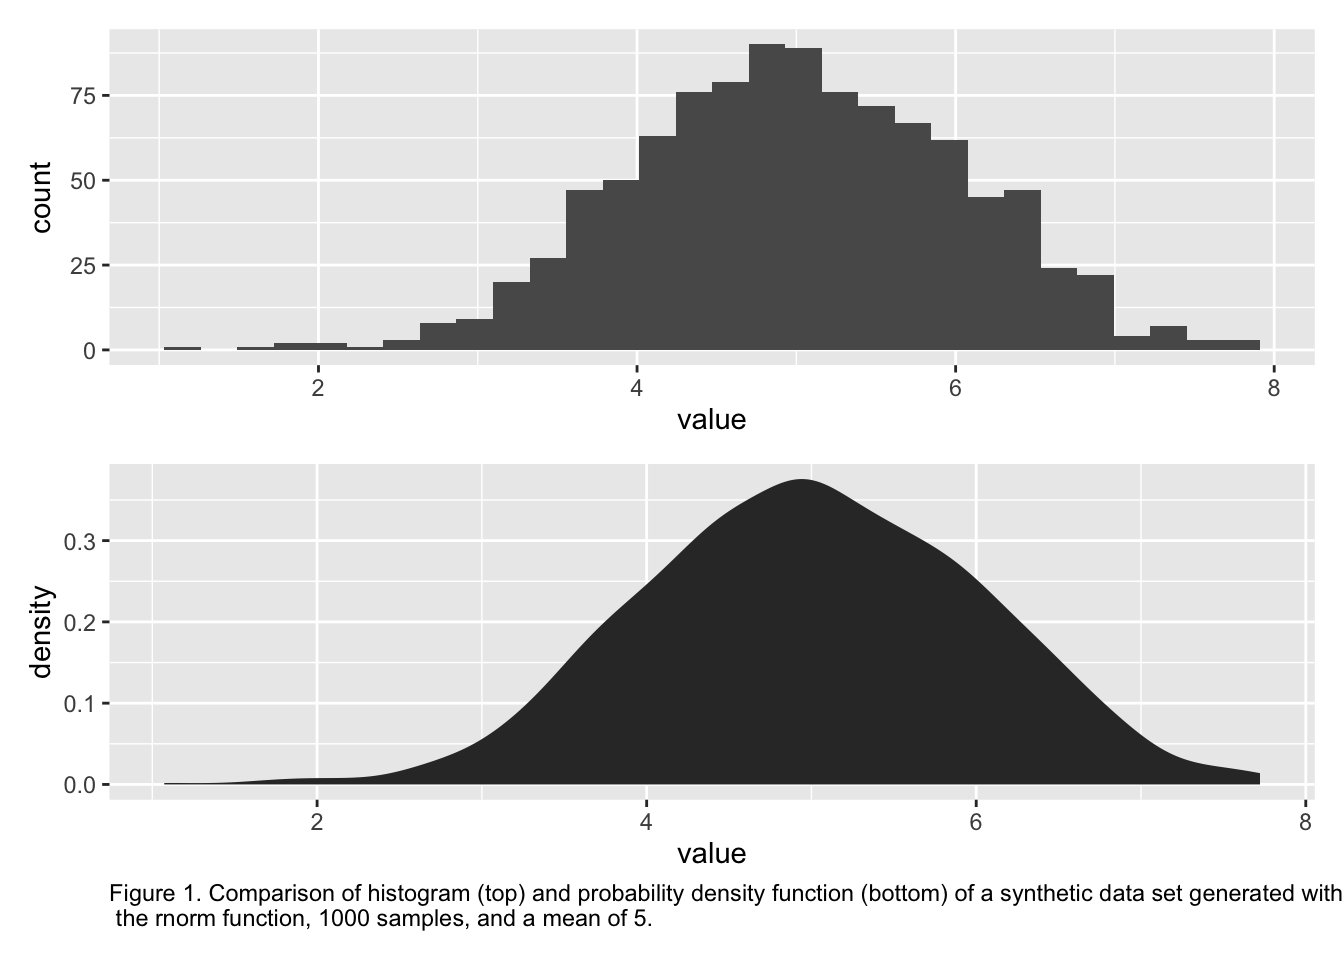 75
50
25
0
count
2 4 6 8
value
0.3
0.2
0.1
0.0
density
2 4 6 8
value
Figure 1. Comparison of histogram (top) and probability density function (bottom) of a synthetic data set generated with
the rnorm function, 1000 samples, and a mean of 5.